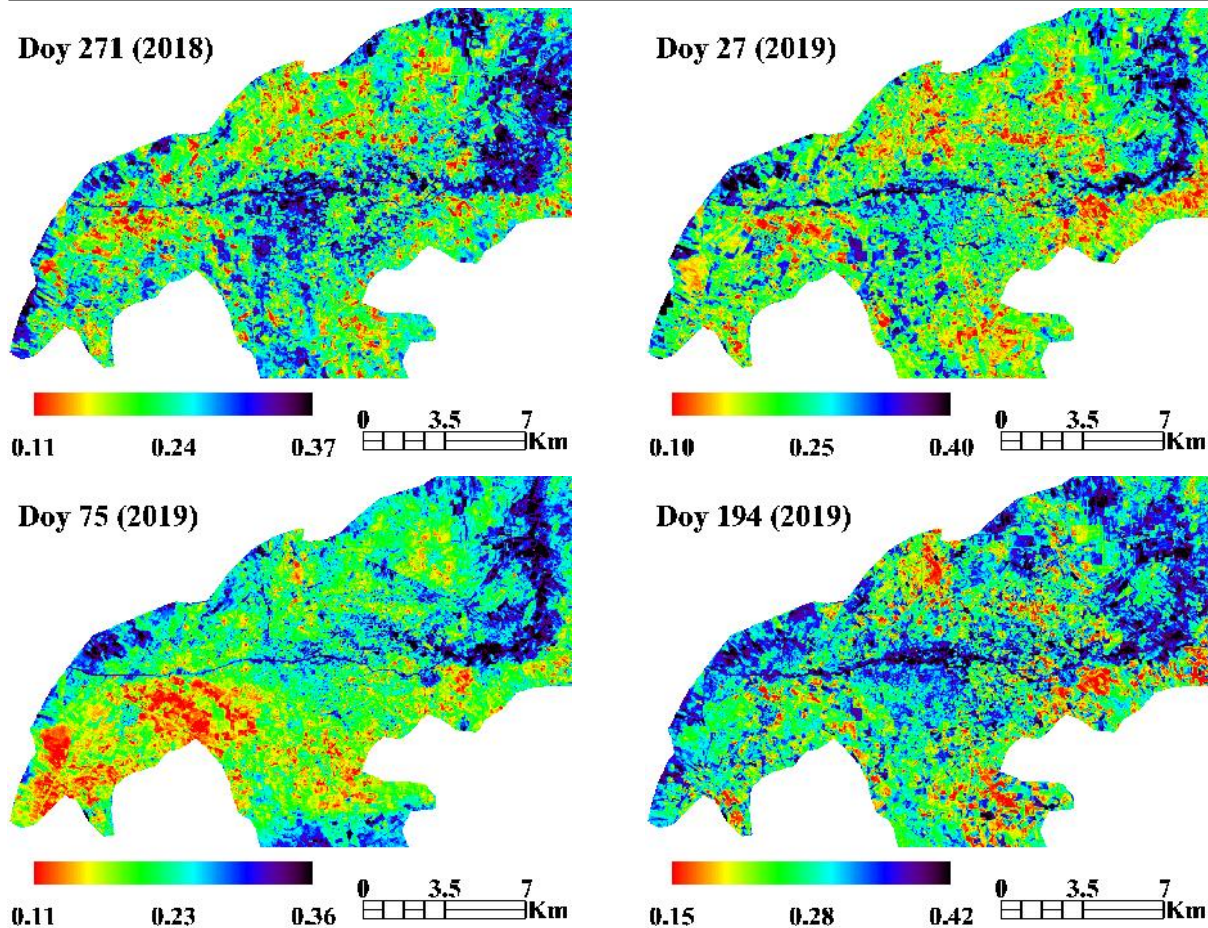 Doy 271 (2018)
0.11 0.24 0.37
0 3.5 7
Km
Doy 27 (2019)
0.10 0.25 0.40
0 3.5 7
Km
Doy 75 (2019)
0.11 0.23 0.36
0 3.5 7
Km
Doy 194 (2019)
0.15 0.28 0.42
0 3.5 7
Km